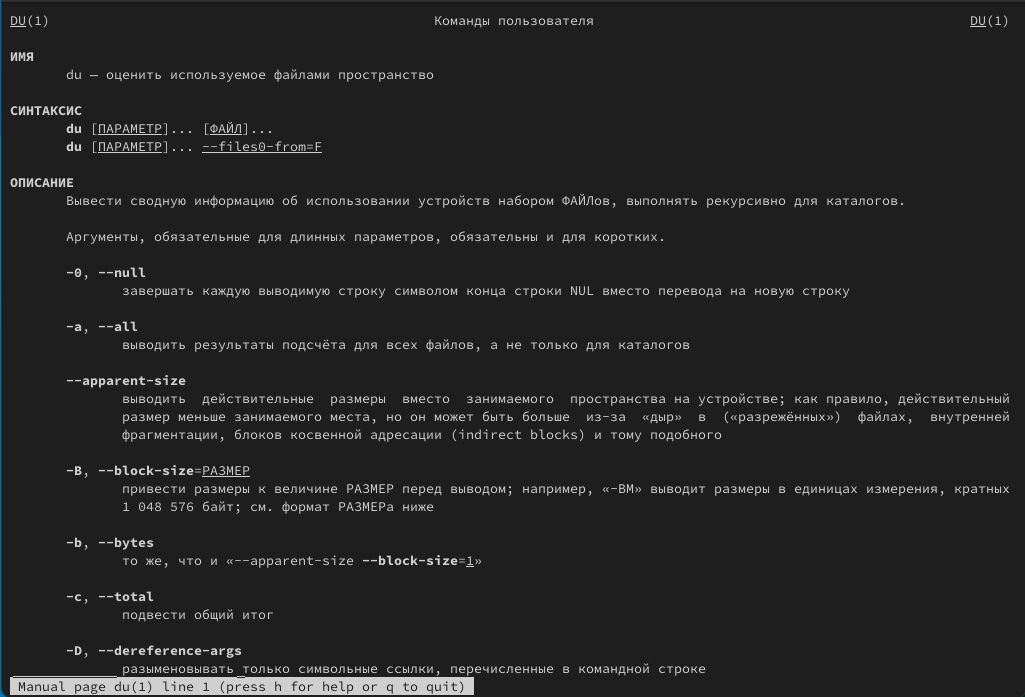 DU(1) Команды пользователя DU(1)
ИМЯ
du — оценить используемое файлами пространство
СИНТАКСИС
du [ПАРАМЕТР]... [ФАЙЛ]...
du [ПАРАМЕТР]... --files0-from=F
ОПИСАНИЕ
Вывести сводную информацию об использовании устройств набором ФАЙЛов, выполнять рекурсивно для каталогов.
Аргументы, обязательные для длинных параметров, обязательны и для коротких.
-0, --null
завершать каждую выводимую строку символом конца строки NUL вместо перевода на новую строку
-a, --all
выводить результаты подсчёта для всех файлов, а не только для каталогов
--apparent-size
выводить действительные размеры вместо занимаемого пространства на устройстве; как правило, действительный
размер меньше занимаемого места, но он может быть больше из-за «дыр» в («разрежённых») файлах, внутренней
фрагментации, блоков косвенной адресации (indirect blocks) и тому подобного
-B, --block-size=РАЗМЕР
привести размеры к величине РАЗМЕР перед выводом; например, «-BM» выводит размеры в единицах измерения, кратных
1 048 576 байт; см. формат РАЗМЕРа ниже
-b, --bytes
то же, что и «--apparent-size --block-size=1»
-c, --total
подвести общий итог
-D, --dereference-args
разыменовывать только символьные ссылки, перечисленные в командной строке
Manual page du(1) line 1 (press h for help or q to quit)